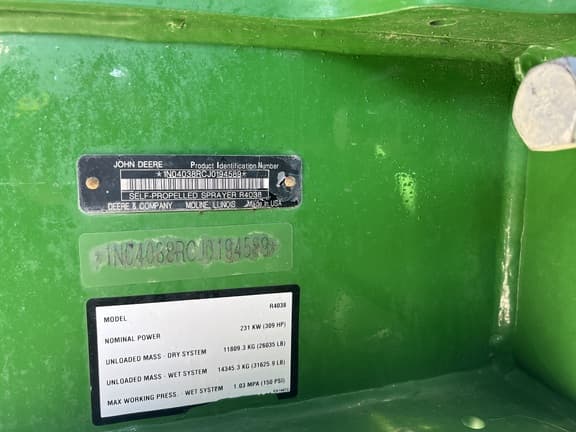 JOHN DEERE Product Identification Number
*1N04038RCJ0194589*
SELF-PROPELLED SPRAYER R4038
DEERE & COMPANY MOLINE, ILLINOIS Made in USA
*1N04038RCJ0194589*
MODEL R4038
NOMINAL POWER 231 KW (309 HP)
UNLOADED MASS - DRY SYSTEM 11809.3 KG (26035 LB)
UNLOADED MASS - WET SYSTEM 14345.3 KG (31625.9 LB)
MAX WORKING PRESS. - WET SYSTEM 1.03 MPA (150 PSI)